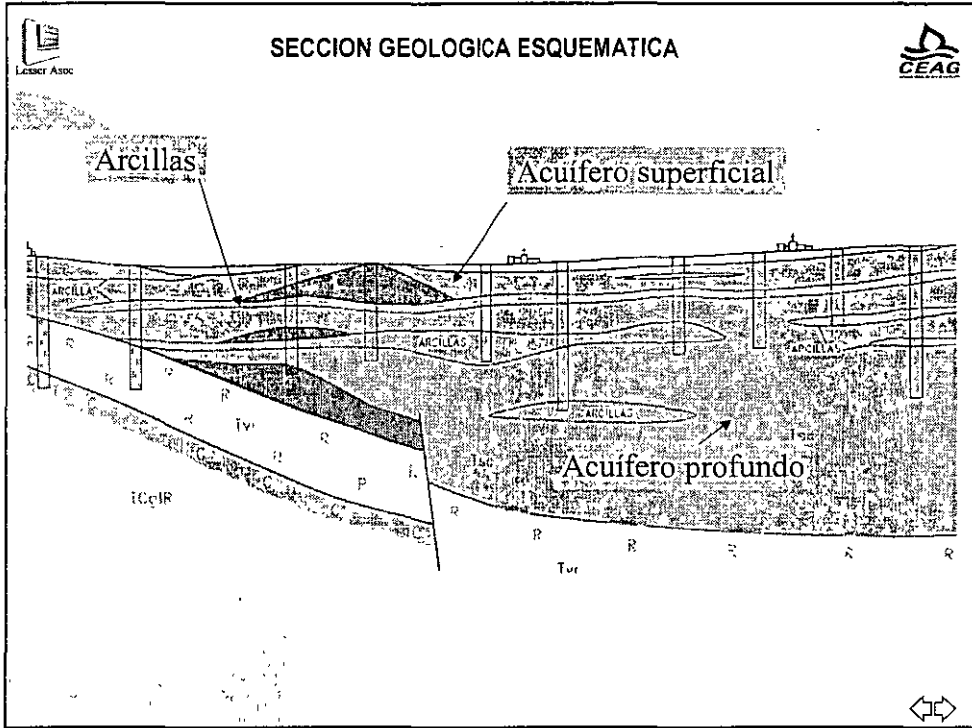 SECCION GEOLOGICA ESQUEMATICA
Lesser Asoc
CEAG
Arcillas
Acuífero superficial
ARCILLAS
ARCILLAS
ARCILLAS
ARCILLAS
Acuífero profundo
R
R
R
R
Tvr
R
R
R
R
R
R
R
R
Tvr